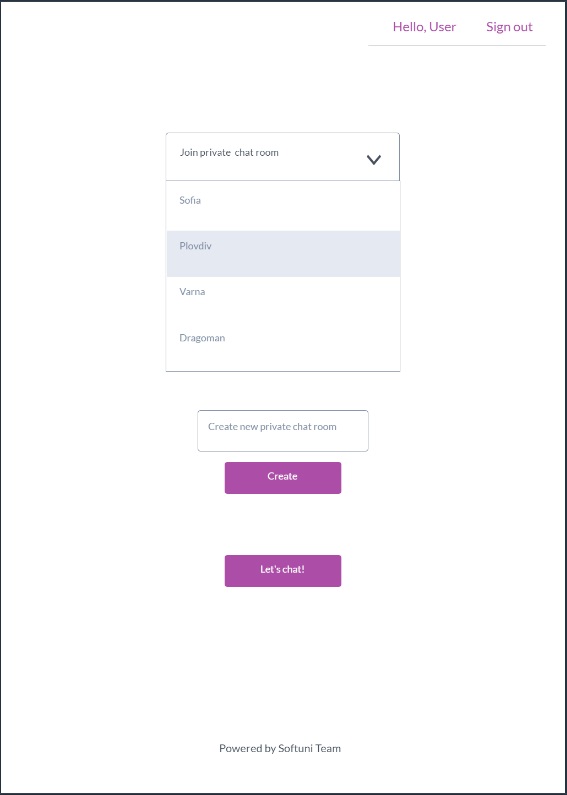 Hello, User Sign out
Join private chat room
Sofia
Plovdiv
Varna
Dragoman
Create new private chat room
Create
Let's chat!
Powered by Softuni Team